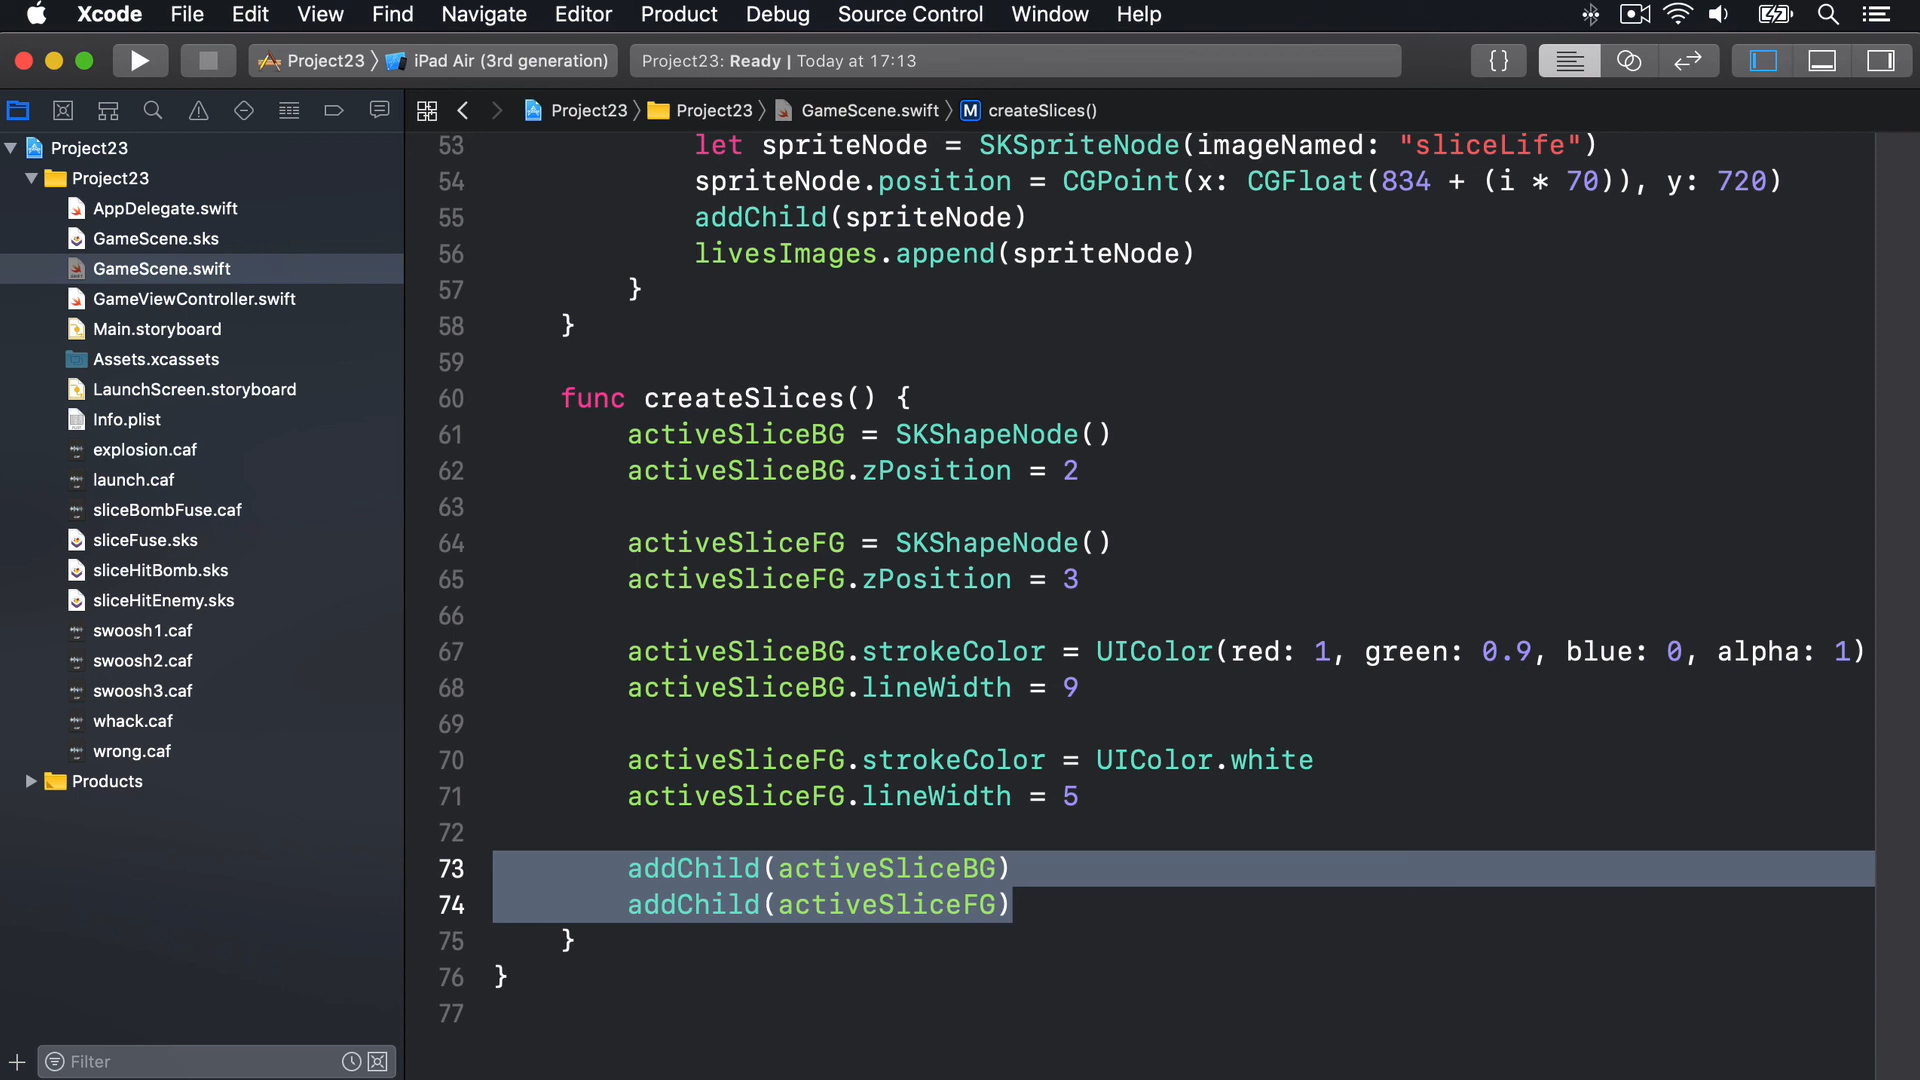 Xcode File Edit View Find Navigate Editor Product Debug Source Control Window Help
Project23 iPad Air (3rd generation) Project23: Ready | Today at 17:13 {}
Project23 Project23 GameScene.swift M createSlices()
Project23
Project23
AppDelegate.swift
GameScene.sks
GameScene.swift
GameViewController.swift
Main.storyboard
Assets.xcassets
LaunchScreen.storyboard
Info.plist
explosion.caf
launch.caf
sliceBombFuse.caf
sliceFuse.sks
sliceHitBomb.sks
sliceHitEnemy.sks
swoosh1.caf
swoosh2.caf
swoosh3.caf
whack.caf
wrong.caf
Products
Filter
53 let spriteNode = SKSpriteNode(imageNamed: "sliceLife")
54 spriteNode.position = CGPoint(x: CGFloat(834 + (i * 70)), y: 720)
55 addChild(spriteNode)
56 livesImages.append(spriteNode)
57 }
58 }
59
60 func createSlices() {
61 activeSliceBG = SKShapeNode()
62 activeSliceBG.zPosition = 2
63
64 activeSliceFG = SKShapeNode()
65 activeSliceFG.zPosition = 3
66
67 activeSliceBG.strokeColor = UIColor(red: 1, green: 0.9, blue: 0, alpha: 1)
68 activeSliceBG.lineWidth = 9
69
70 activeSliceFG.strokeColor = UIColor.white
71 activeSliceFG.lineWidth = 5
72
73 addChild(activeSliceBG)
74 addChild(activeSliceFG)
75 }
76 }
77